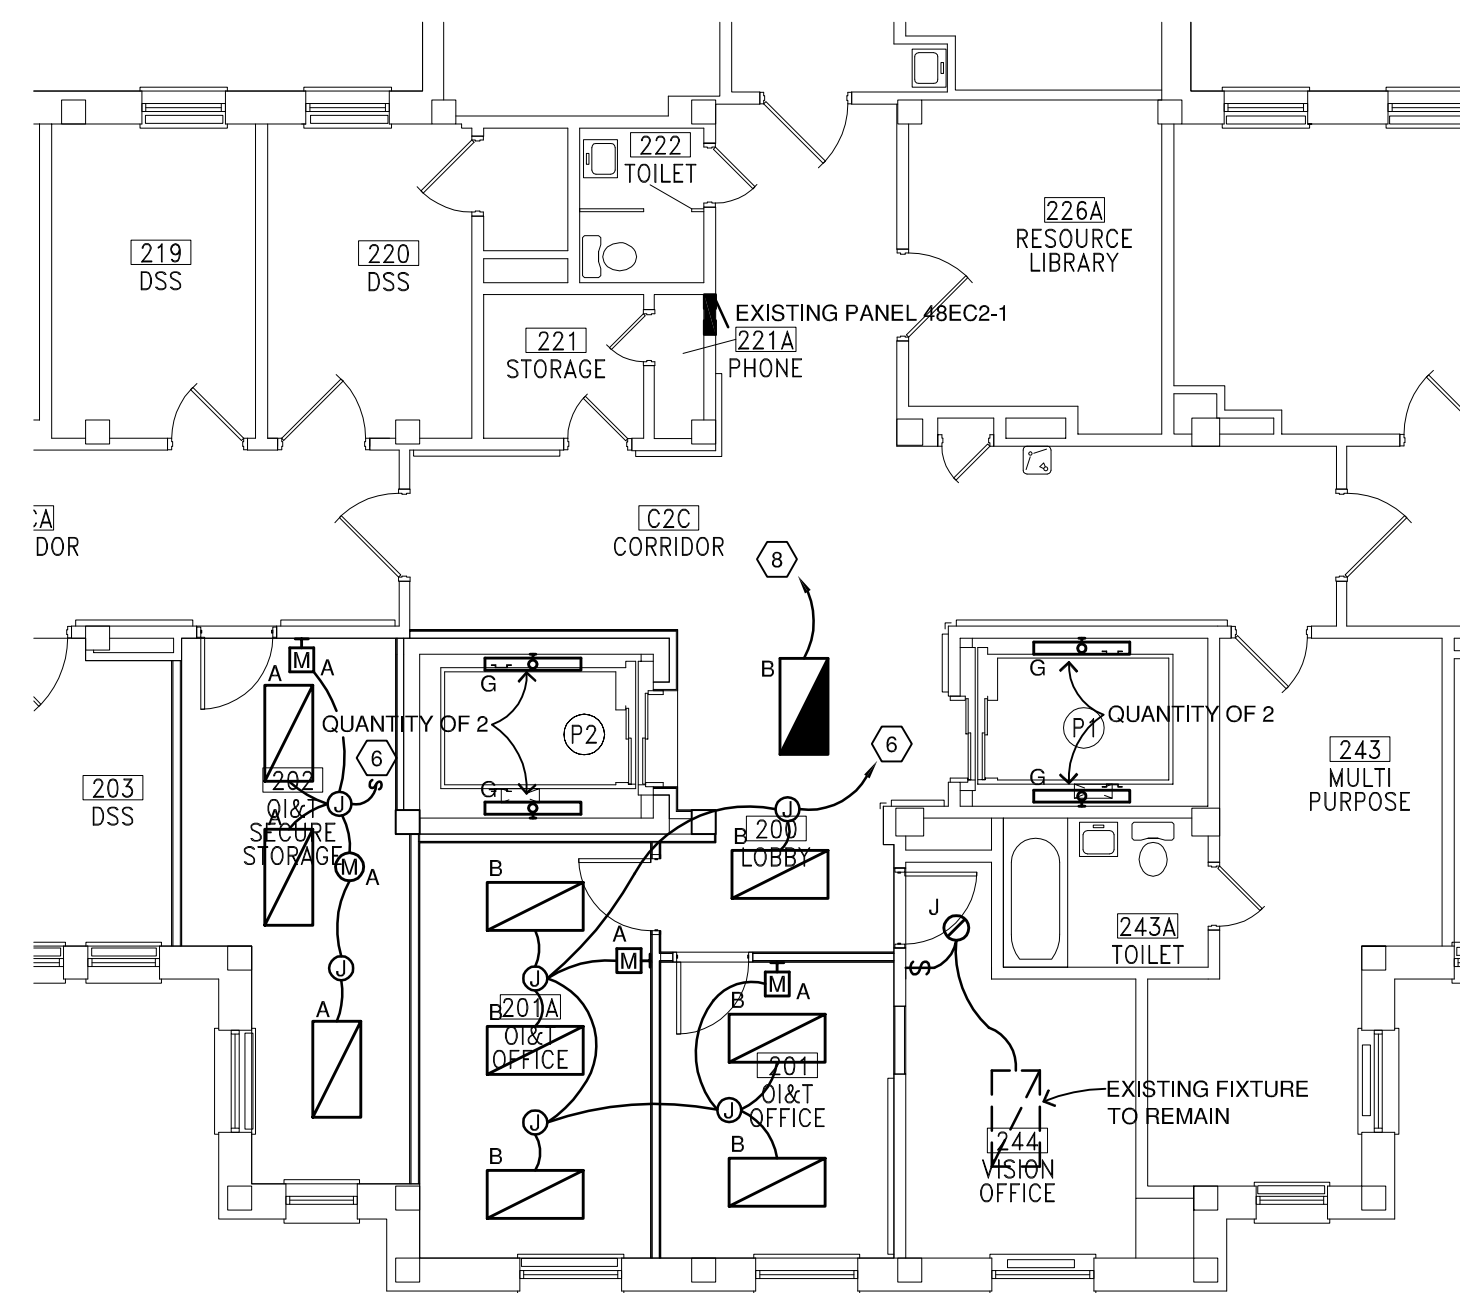 222
TOILET
226A
RESOURCE
LIBRARY
219
DSS
220
DSS
EXISTING PANEL 48EC2-1
221
STORAGE
221A
PHONE
CA
DOR
C2C
CORRIDOR
8
M
A
A
G
B
G
QUANTITY OF 2
P2
QUANTITY OF 2
P1
6
6
243
MULTI
PURPOSE
203
DSS
202
OI&T
SECURE
STORAGE
S
J
A
G
G
J
B
200
LOBBY
M
A
B
J
243A
TOILET
A
M
J
J
S
201A
OI&T
OFFICE
B
M
A
B
A
201
OI&T
OFFICE
J
J
EXISTING FIXTURE
TO REMAIN
244
VISION
OFFICE
B
B